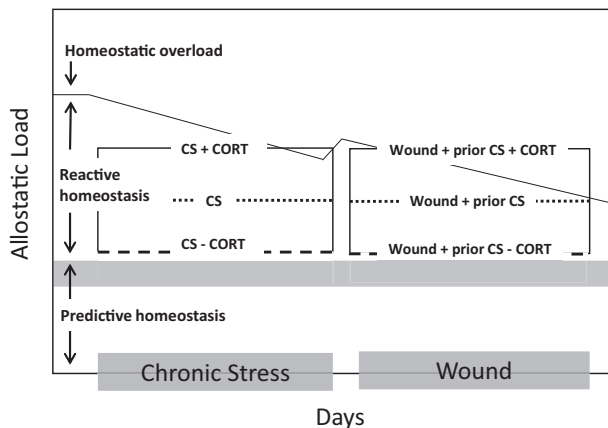 Homeostatic overload
Allostatic Load
Reactive homeostasis
CS + CORT
Wound + prior CS + CORT
CS
Wound + prior CS
CS - CORT
Wound + prior CS - CORT
Predictive homeostasis
Chronic Stress
Wound
Days